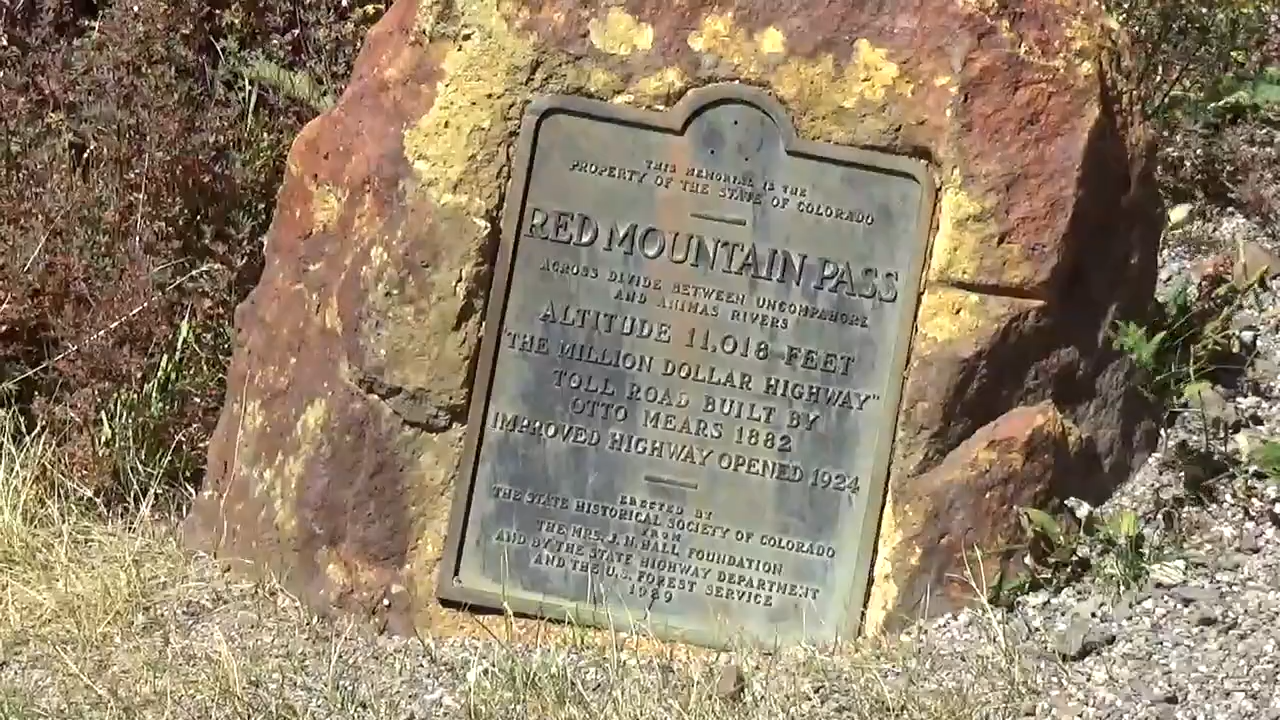 THIS MEMORIAL IS THE
PROPERTY OF THE STATE OF COLORADO
RED MOUNTAIN PASS
ACROSS DIVIDE BETWEEN UNCOMPAHGRE
AND ANIMAS RIVERS
ALTITUDE 11,018 FEET
"THE MILLION DOLLAR HIGHWAY"
TOLL ROAD BUILT BY
OTTO MEARS 1882
IMPROVED HIGHWAY OPENED 1924
ERECTED BY
THE STATE HISTORICAL SOCIETY OF COLORADO
FROM
THE MRS. J. N. HALL FOUNDATION
AND BY THE STATE HIGHWAY DEPARTMENT
AND THE U.S. FOREST SERVICE
1929